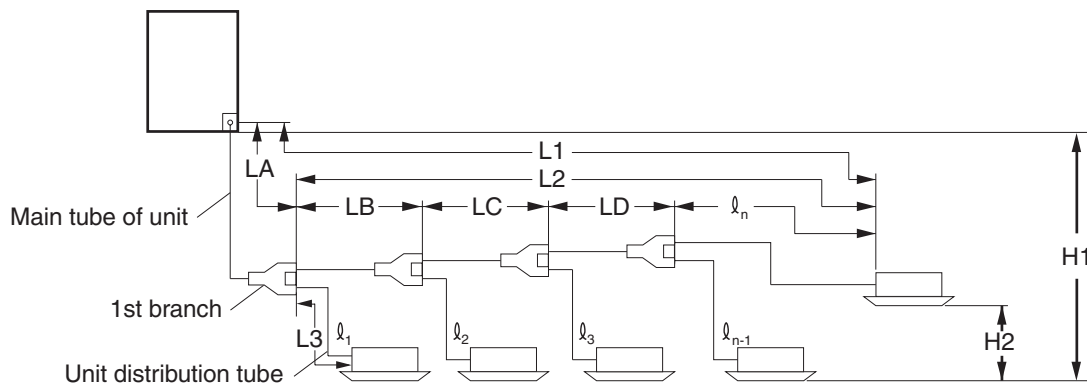 L1
LA
L2
H1
LB
LC
LD
ℓn
Main tube of unit
1st branch
L3
ℓ1
ℓ2
ℓ3
ℓn-1
H2
Unit distribution tube